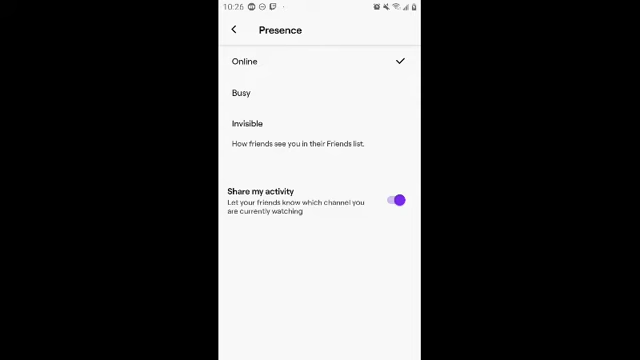 10:26
Presence
Online
Busy
Invisible
How friends see you in their Friends list.
Share my activity
Let your friends know which channel you
are currently watching